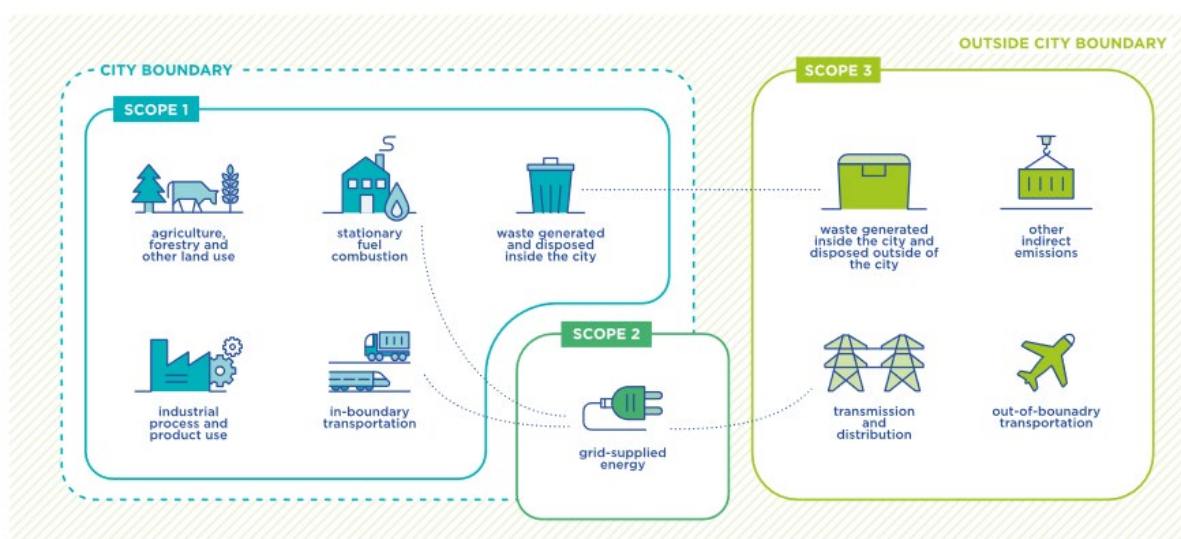 OUTSIDE CITY BOUNDARY
CITY BOUNDARY
SCOPE 3
SCOPE 1
agriculture,
forestry and
other land use
stationary
fuel
combustion
waste generated
and disposed
inside the city
waste generated
inside the city and
disposed outside of
the city
other
indirect
emissions
SCOPE 2
industrial
process and
product use
in-boundary
transportation
grid-supplied
energy
transmission
and
distribution
out-of-bounadry
transportation